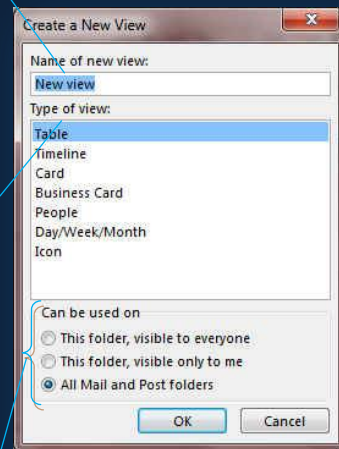 Create a New View
Name of new view:
New view
Type of view:
Table
Timeline
Card
Business Card
People
Day/Week/Month
Icon
Can be used on
This folder, visible to everyone
This folder, visible only to me
All Mail and Post folders
OK Cancel